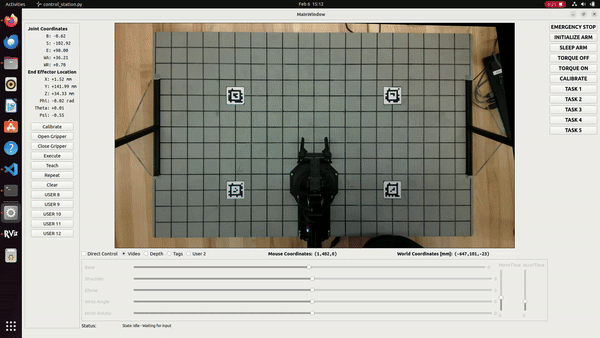 Activities
control_station.py
Feb 6 15:12
MainWindow
Joint Coordinates
B: -0.62
S: -102.92
E: +98.00
WA: +36.21
WR: +0.70
End Effector Location
X: +1.52 mm
Y: +141.99 mm
Z: +34.33 mm
Phi: -0.02 rad
Theta: +0.01
Psi: -0.55
Calibrate
Open Gripper
Close Gripper
Execute
Teach
Repeat
Clear
USER 8
USER 9
USER 10
USER 11
USER 12
EMERGENCY STOP
INITIALIZE ARM
SLEEP ARM
TORQUE OFF
TORQUE ON
CALIBRATE
TASK 1
TASK 2
TASK 3
TASK 4
TASK 5
Direct Control Video Depth Tags User 2
Mouse Coordinates: (1,402,0)
World Coordinates [mm]: (-647,101,-23)
Base
Shoulder
Elbow
Wrist Angle
Wrist Rotate
Status:
State: Idle - Waiting for input
RViz